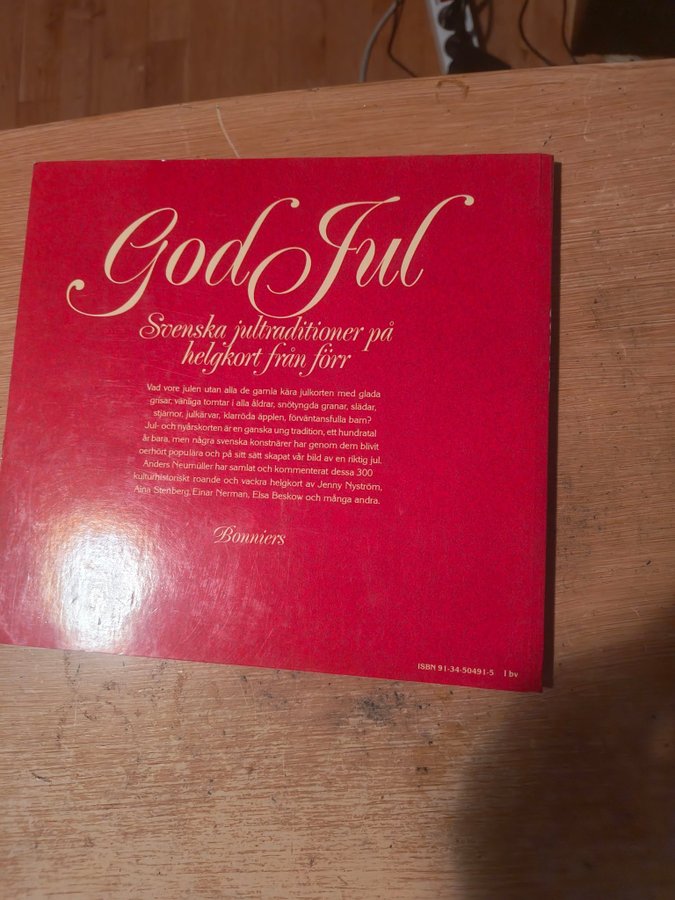 God Jul
Svenska jultraditioner på
helgkort från förr
Vad vore julen utan alla de gamla kära julkorten med glada
grisar, vänliga tomtar i alla åldrar, snötyngda granar, slädar,
stjärnor, julkärvar, klarröda äpplen, förväntansfulla barn?
Jul- och nyårskorten är en ganska ung tradition, ett hundratal
år bara, men några svenska konstnärer har genom dem blivit
oerhört populära och på sitt sätt skapat vår bild av en riktig jul.
Anders Neumüller har samlat och kommenterat dessa 300
kulturhistoriskt roande och vackra helgkort av Jenny Nyström,
Aina Stenberg, Einar Nerman, Elsa Beskow och många andra.
Bonniers
ISBN 91-34-50491-5 I bv